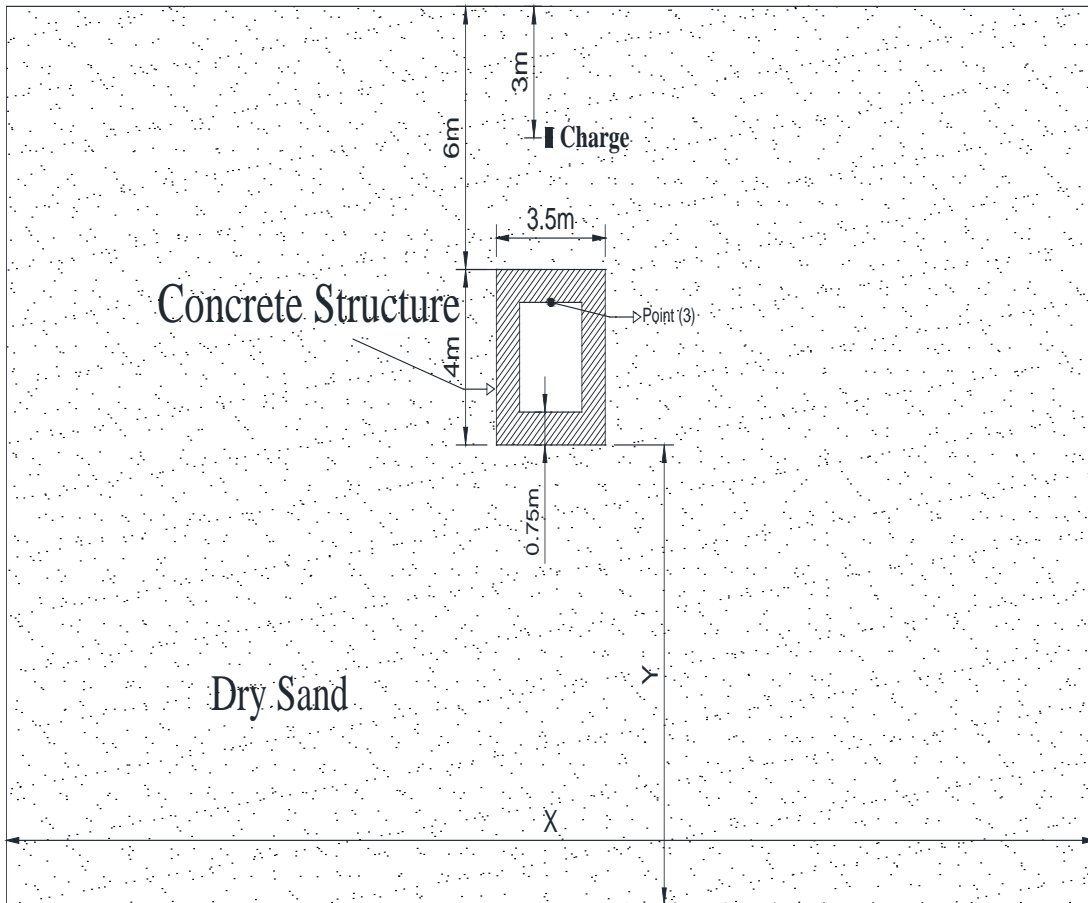 3m
6m
Charge
3.5m
Concrete Structure
Point (3)
4m
0.75m
Y
Dry Sand
X